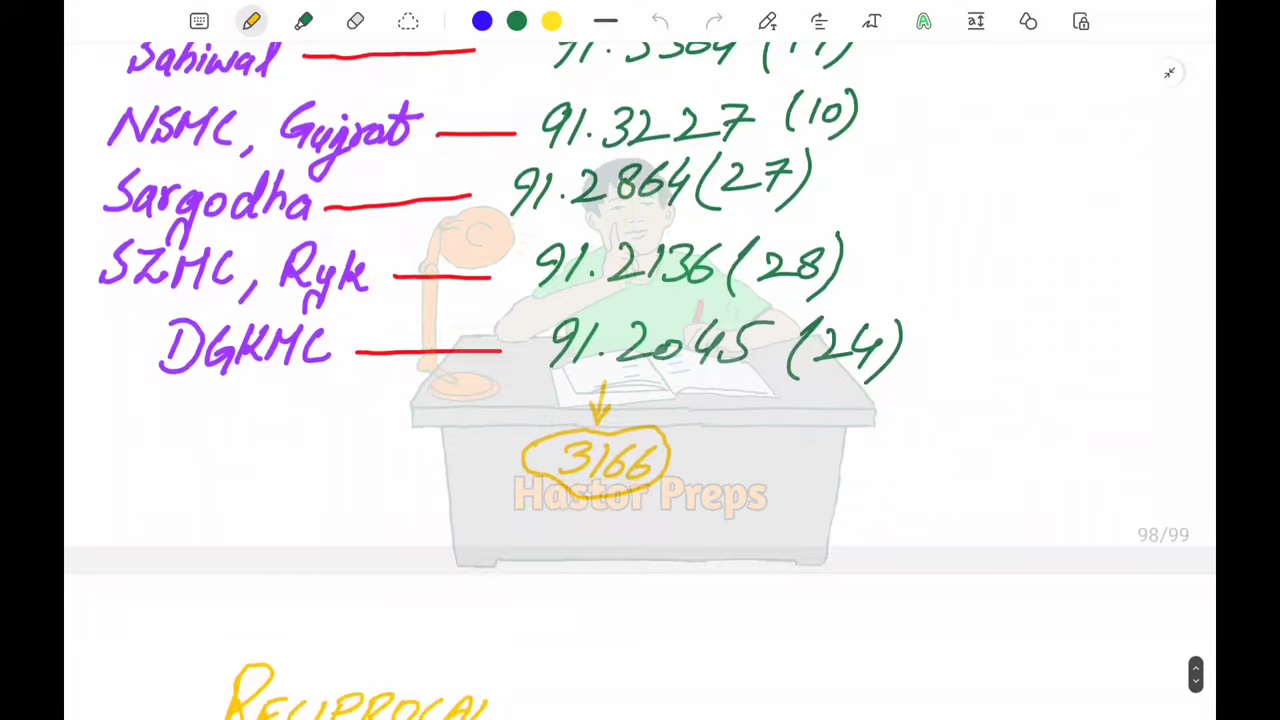 Sahiwal
NSMC, Gujrat — 91.3227 (10)
Sargodha — 91.2864 (27)
SZMC, Ryk — 91.2136 (28)
DGKMC — 91.2045 (24)
3166
Hastor Preps
98/99
RECIPROCAL